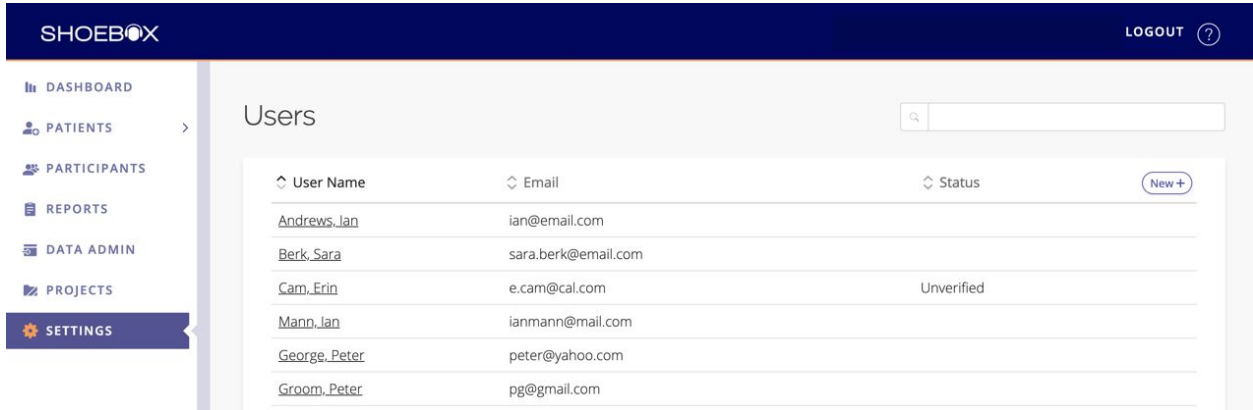 SHOEBOX
LOGOUT ?
DASHBOARD
PATIENTS
PARTICIPANTS
REPORTS
DATA ADMIN
PROJECTS
SETTINGS
Users
User Name Email Status New +
Andrews, Ian ian@email.com
Berk, Sara sara.berk@email.com
Cam, Erin e.cam@cal.com Unverified
Mann, Ian ianmann@mail.com
George, Peter peter@yahoo.com
Groom, Peter pg@gmail.com